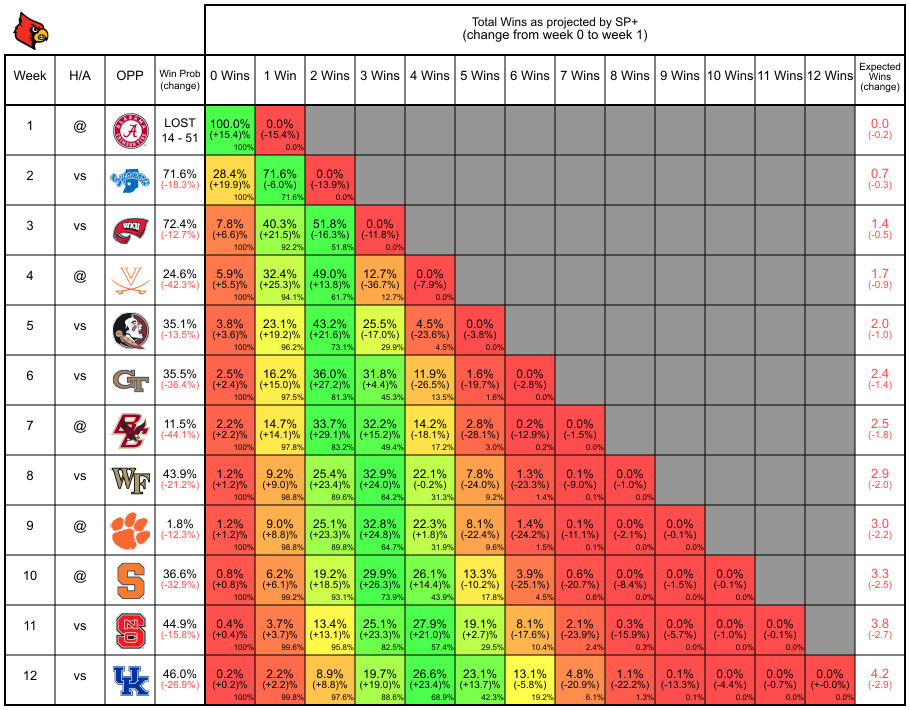 Total Wins as projected by SP+
(change from week 0 to week 1)
Week H/A OPP Win Prob (change) 0 Wins 1 Win 2 Wins 3 Wins 4 Wins 5 Wins 6 Wins 7 Wins 8 Wins 9 Wins 10 Wins 11 Wins 12 Wins Expected Wins (change)
1 @ ALABAMA CRIMSON TIDE A LOST 100.0% 0.0% 0.0
14 - 51 (+15.4)% (-15.4%) (-0.2)
100% 0.0%
2 vs 71.6% 28.4% 71.6% 0.0% 0.7
(-18.3%) (+19.9)% (-6.0%) (-13.9%) (-0.3)
100% 71.6% 0.0%
3 vs WKU 72.4% 7.8% 40.3% 51.8% 0.0% 1.4
(-12.7%) (+6.6)% (+21.5)% (-16.3%) (-11.8%) (-0.5)
100% 92.2% 51.8% 0.0%
4 @ V 24.6% 5.9% 32.4% 49.0% 12.7% 0.0% 1.7
(-42.3%) (+5.5)% (+25.3)% (+13.8)% (-36.7%) (-7.9%) (-0.9)
100% 94.1% 61.7% 12.7% 0.0%
5 vs 35.1% 3.8% 23.1% 43.2% 25.5% 4.5% 0.0% 2.0
(-13.5%) (+3.6)% (+19.2)% (+21.6)% (-17.0%) (-23.6%) (-3.8%) (-1.0)
100% 96.2% 73.1% 29.9% 4.5% 0.0%
6 vs GT 35.5% 2.5% 16.2% 36.0% 31.8% 11.9% 1.6% 0.0% 2.4
(-36.4%) (+2.4)% (+15.0)% (+27.2)% (+4.4)% (-26.5%) (-19.7%) (-2.8%) (-1.4)
100% 97.5% 81.3% 45.3% 13.5% 1.6% 0.0%
7 @ BC 11.5% 2.2% 14.7% 33.7% 32.2% 14.2% 2.8% 0.2% 0.0% 2.5
(-44.1%) (+2.2)% (+14.1)% (+29.1)% (+15.2)% (-18.1%) (-28.1%) (-12.9%) (-1.5%) (-1.8)
100% 97.8% 83.2% 49.4% 17.2% 3.0% 0.2% 0.0%
8 vs WF 43.9% 1.2% 9.2% 25.4% 32.9% 22.1% 7.8% 1.3% 0.1% 0.0% 2.9
(-21.2%) (+1.2)% (+9.0)% (+23.4)% (+24.0)% (-0.2%) (-24.0%) (-23.3%) (-9.0%) (-1.0%) (-2.0)
100% 98.8% 89.6% 64.2% 31.3% 9.2% 1.4% 0.1% 0.0%
9 @ 1.8% 1.2% 9.0% 25.1% 32.8% 22.3% 8.1% 1.4% 0.1% 0.0% 0.0% 3.0
(-12.3%) (+1.2)% (+8.8)% (+23.3)% (+24.8)% (+1.8)% (-22.4%) (-24.2%) (-11.1%) (-2.1%) (-0.1%) (-2.2)
100% 98.8% 89.8% 64.7% 31.9% 9.6% 1.5% 0.1% 0.0% 0.0%
10 @ S 36.6% 0.8% 6.2% 19.2% 29.9% 26.1% 13.3% 3.9% 0.6% 0.0% 0.0% 0.0% 3.3
(-32.9%) (+0.8)% (+6.1)% (+18.5)% (+26.3)% (+14.4)% (-10.2%) (-25.1%) (-20.7%) (-8.4%) (-1.5%) (-0.1%) (-2.5)
100% 99.2% 93.1% 73.9% 43.9% 17.8% 4.5% 0.6% 0.0% 0.0% 0.0%
11 vs NCS 44.9% 0.4% 3.7% 13.4% 25.1% 27.9% 19.1% 8.1% 2.1% 0.3% 0.0% 0.0% 0.0% 3.8
(-15.8%) (+0.4)% (+3.7)% (+13.1)% (+23.3)% (+21.0)% (+2.7)% (-17.6%) (-23.9%) (-15.9%) (-5.7%) (-1.0%) (-0.1%) (-2.7)
100% 99.6% 95.8% 82.5% 57.4% 29.5% 10.4% 2.4% 0.3% 0.0% 0.0% 0.0%
12 vs UK 46.0% 0.2% 2.2% 8.9% 19.7% 26.6% 23.1% 13.1% 4.8% 1.1% 0.1% 0.0% 0.0% 0.0% 4.2
(-26.9%) (+0.2)% (+2.2)% (+8.8)% (+19.0)% (+23.4)% (+13.7)% (-5.8%) (-20.9%) (-22.2%) (-13.3%) (-4.4%) (-0.7%) (+-0.0)% (-2.9)
100% 99.8% 97.6% 88.6% 68.9% 42.3% 19.2% 6.1% 1.3% 0.1% 0.0% 0.0% 0.0%